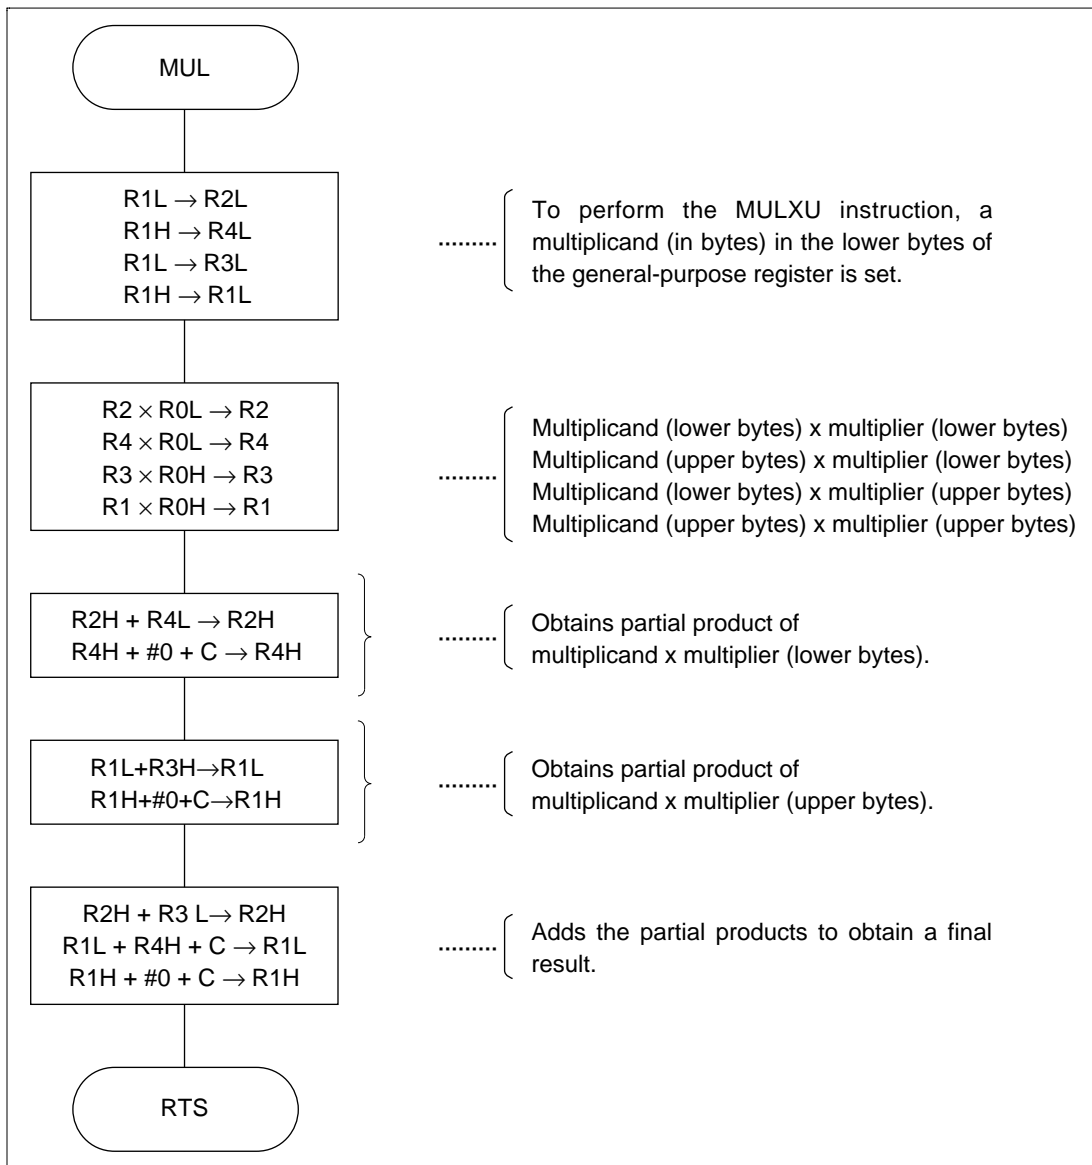 MUL
R1L → R2L
R1H → R4L
R1L → R3L
R1H → R1L
......... To perform the MULXU instruction, a
multiplicand (in bytes) in the lower bytes of
the general-purpose register is set.
R2 × R0L → R2
R4 × R0L → R4
R3 × R0H → R3
R1 × R0H → R1
......... Multiplicand (lower bytes) x multiplier (lower bytes)
Multiplicand (upper bytes) x multiplier (lower bytes)
Multiplicand (lower bytes) x multiplier (upper bytes)
Multiplicand (upper bytes) x multiplier (upper bytes)
R2H + R4L → R2H
R4H + #0 + C → R4H
......... Obtains partial product of
multiplicand x multiplier (lower bytes).
R1L+R3H→R1L
R1H+#0+C→R1H
......... Obtains partial product of
multiplicand x multiplier (upper bytes).
R2H + R3 L→ R2H
R1L + R4H + C → R1L
R1H + #0 + C → R1H
......... Adds the partial products to obtain a final
result.
RTS